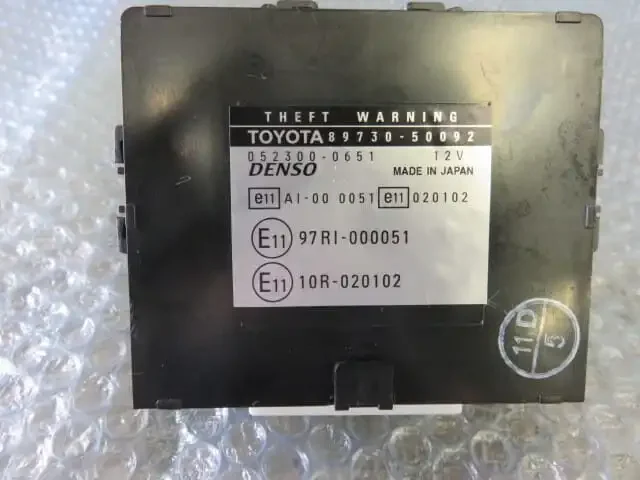 THEFT WARNING
TOYOTA 89730-50092
052300-0651 12V
DENSO MADE IN JAPAN
e11 AI-00 0051 e11 020102
E11 97RI-000051
E11 10R-020102
11.D
5